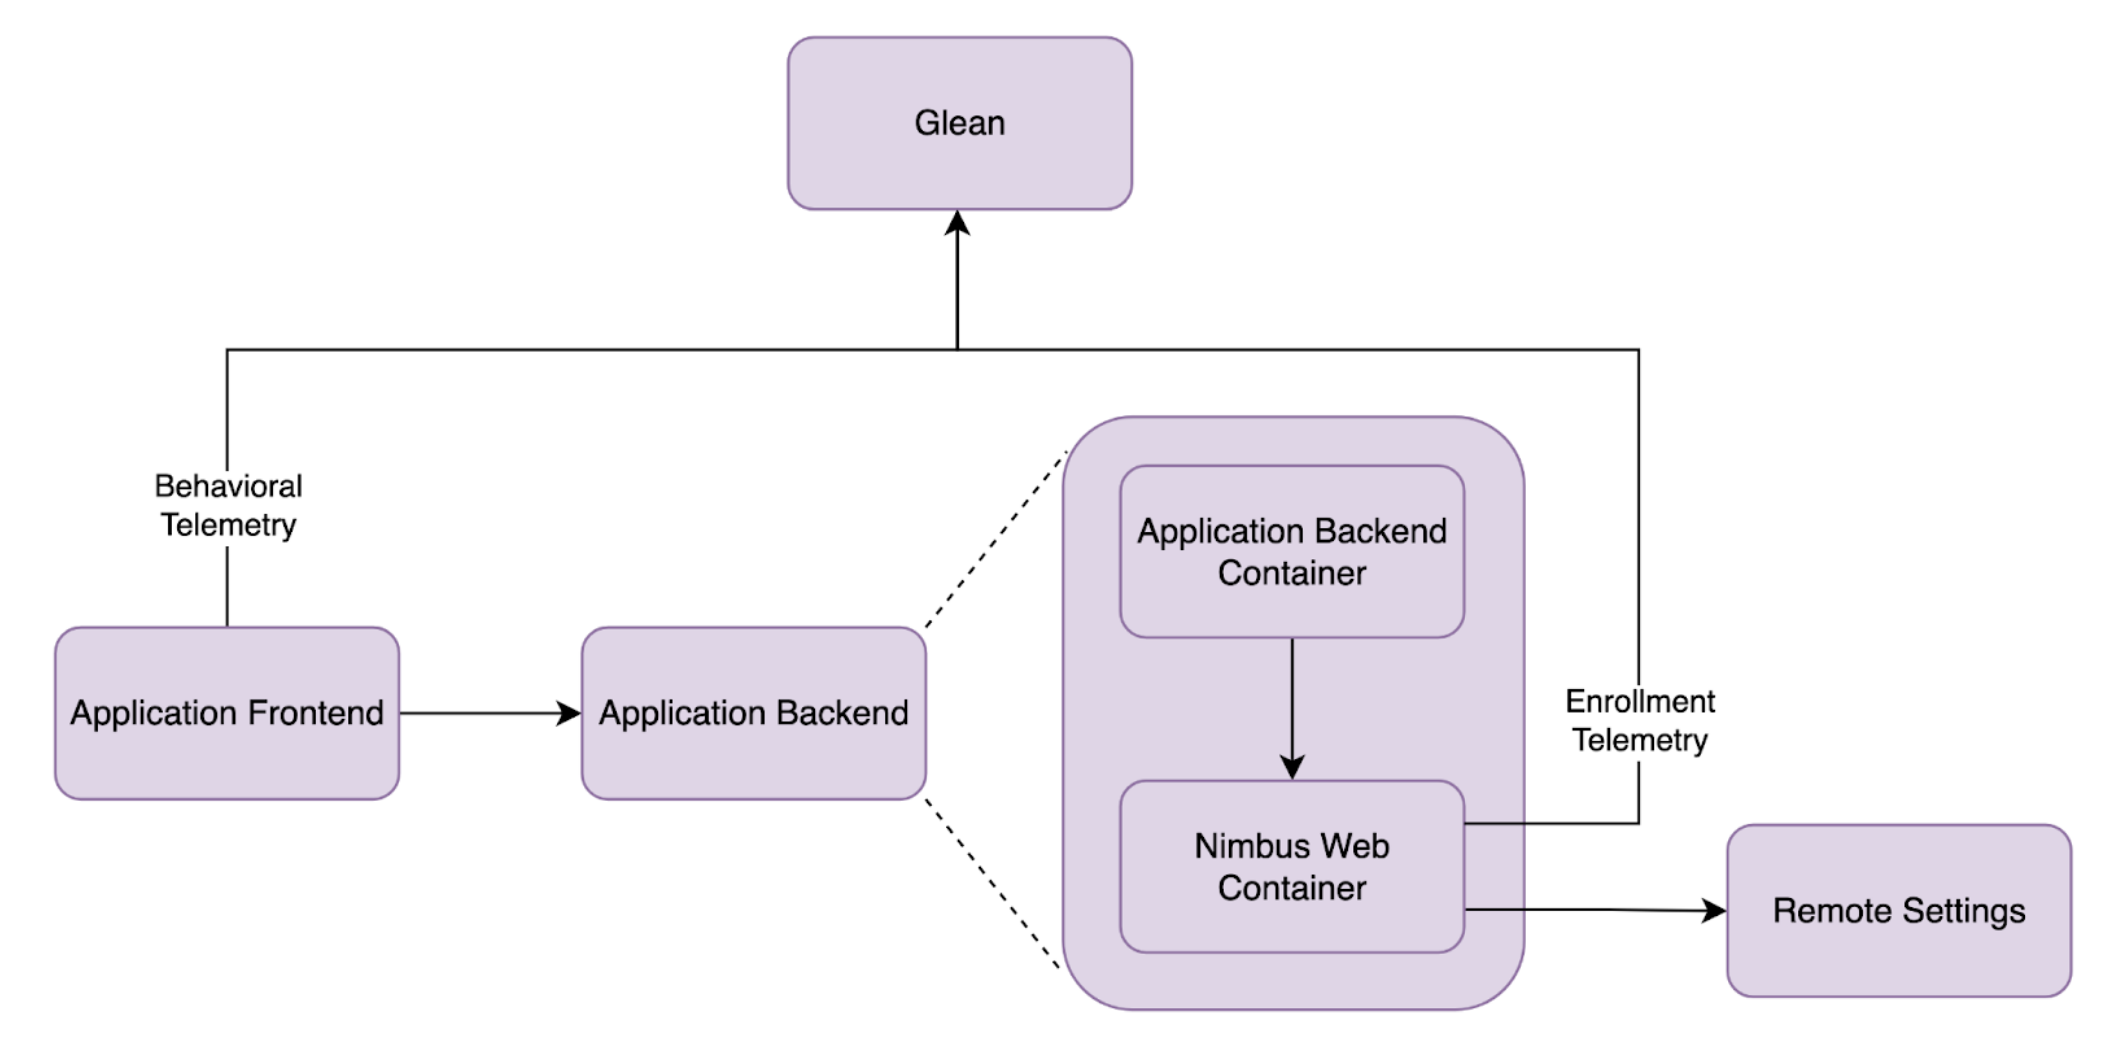 Glean
Behavioral
Telemetry
Application Frontend
Application Backend
Application Backend
Container
Nimbus Web
Container
Enrollment
Telemetry
Remote Settings